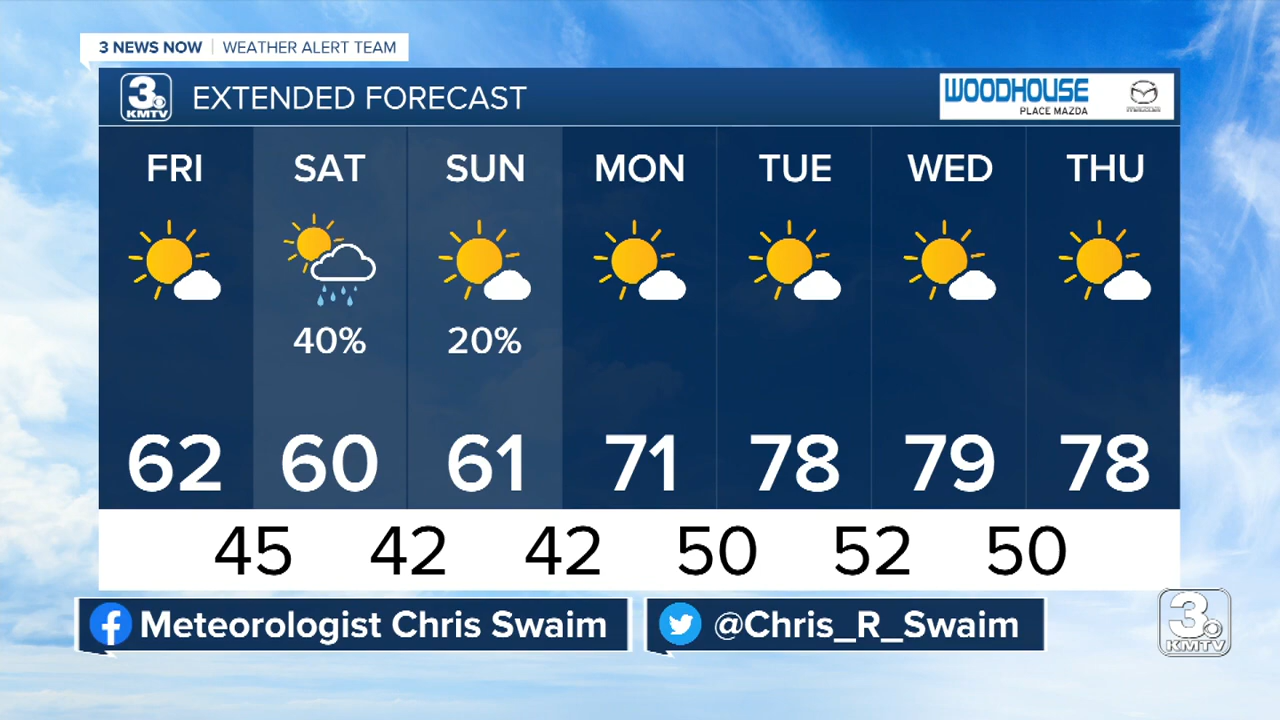 3 NEWS NOW WEATHER ALERT TEAM
3 KMTV EXTENDED FORECAST
WOODHOUSE
PLACE MAZDA
mazda
FRI SAT SUN MON TUE WED THU
40% 20%
62 60 61 71 78 79 78
45 42 42 50 52 50
Meteorologist Chris Swaim @Chris_R_Swaim
3 KMTV